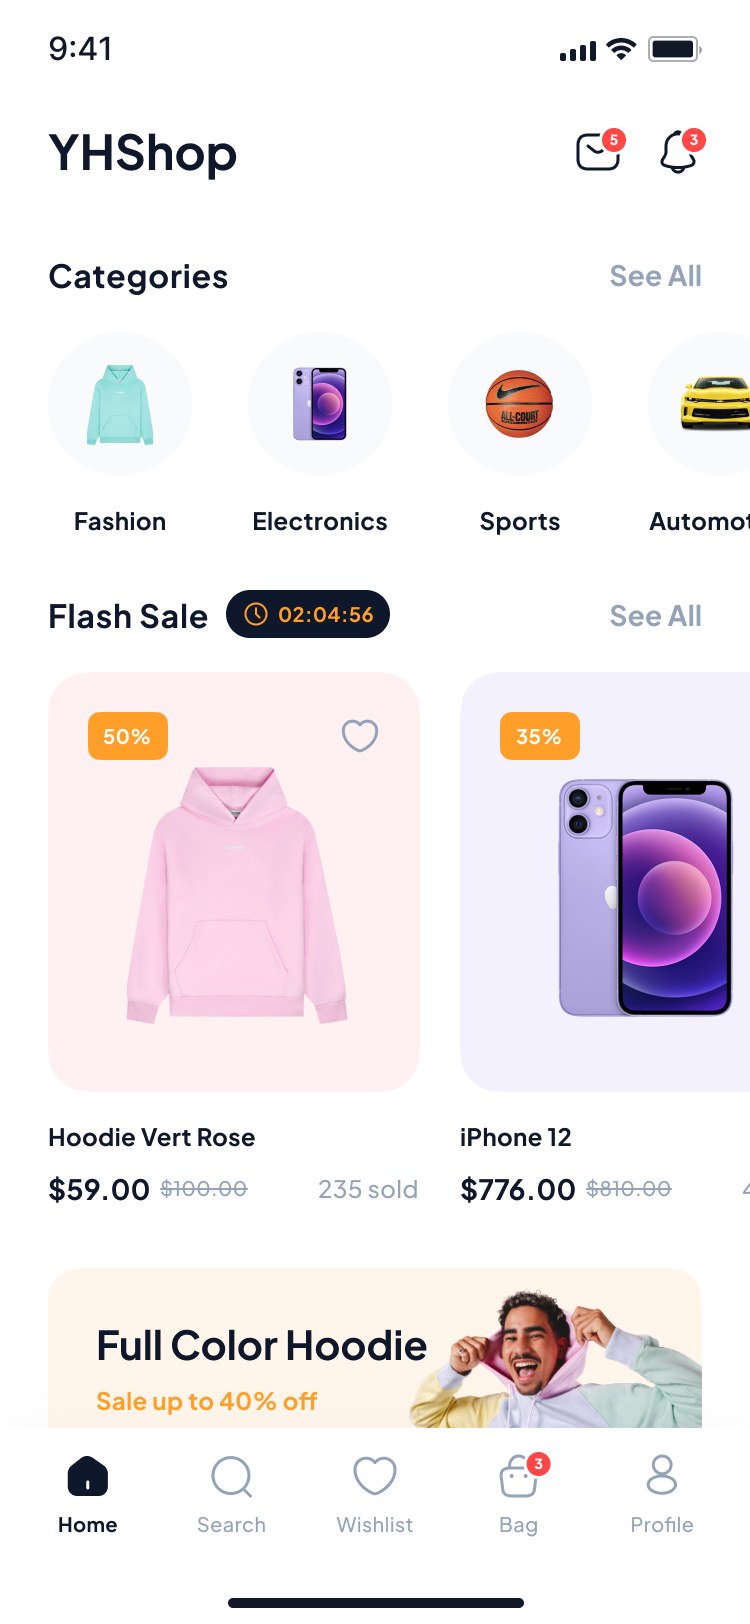 9:41
YHShop
5
3
Categories
See All
ALL-COURT
Fashion
Electronics
Sports
Automot
Flash Sale
02:04:56
See All
50%
35%
Hoodie Vert Rose
iPhone 12
$59.00 $100.00
235 sold
$776.00 $810.00
Full Color Hoodie
Sale up to 40% off
3
Home
Search
Wishlist
Bag
Profile